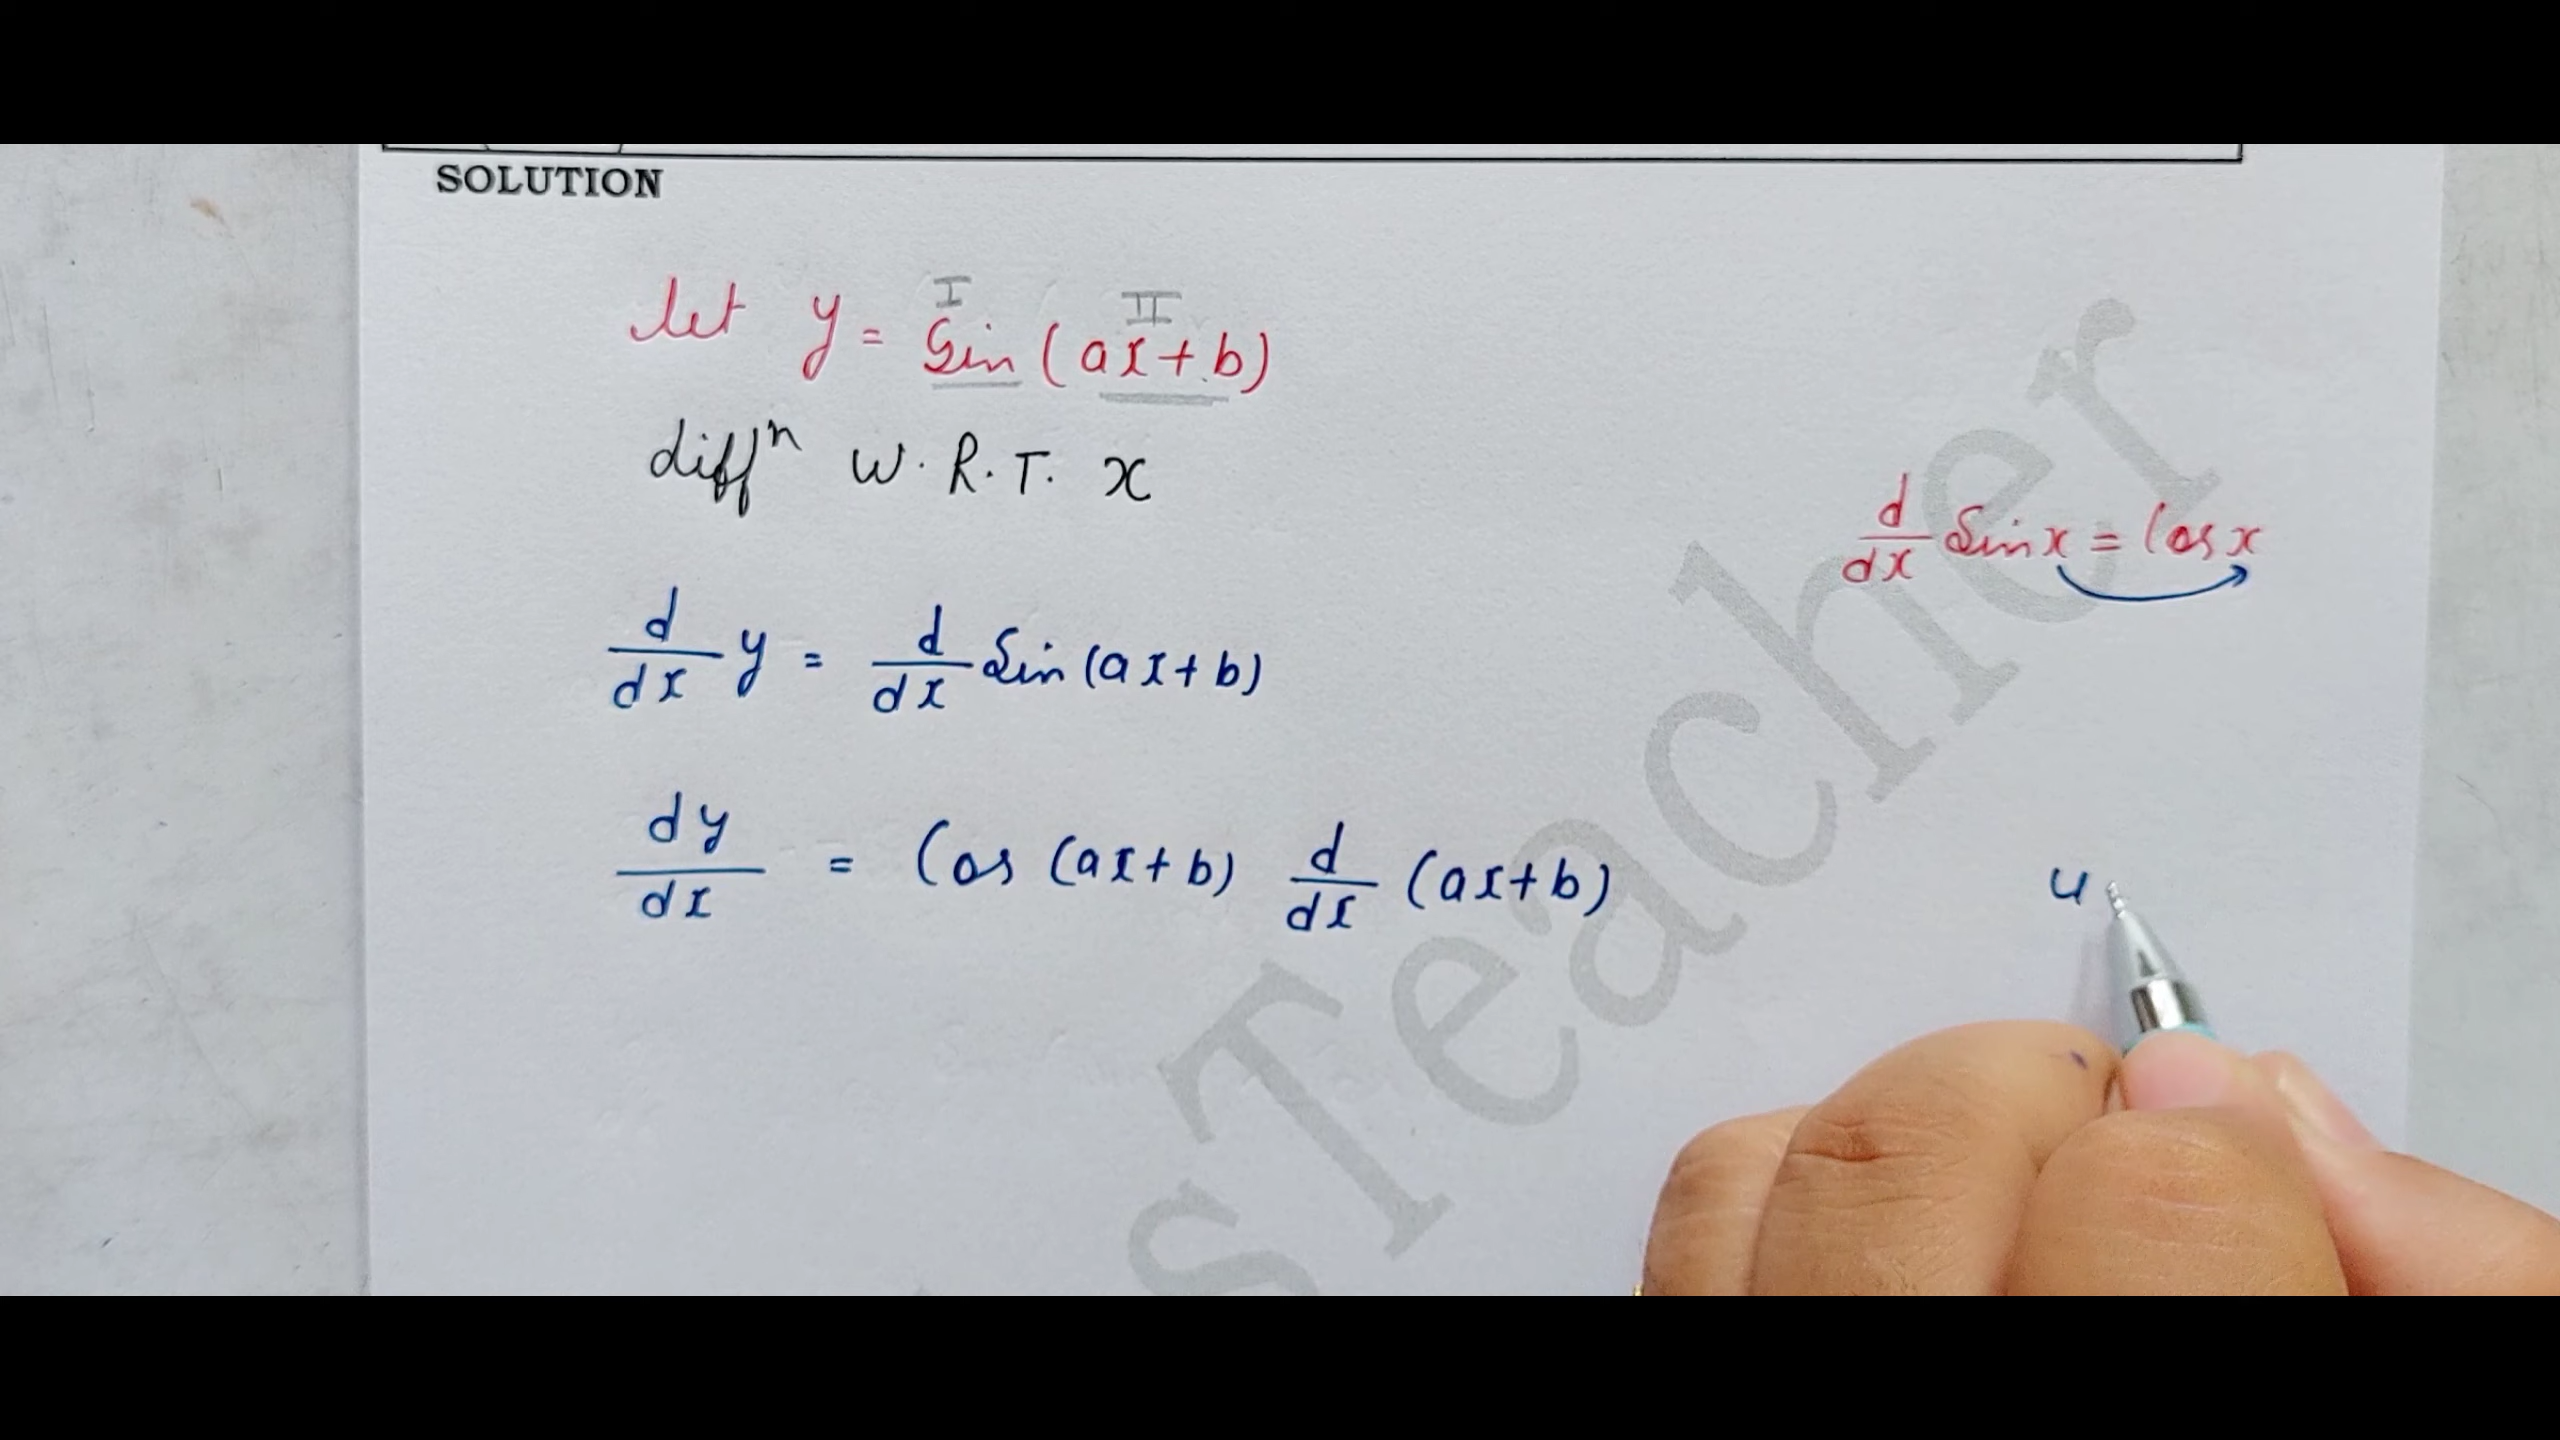 SOLUTION
let y = Sin (ax+b)
I II
diffⁿ W.R.T. x
d/dx Sin x = Cos x
d/dx y = d/dx Sin (ax+b)
dy/dx = Cos (ax+b) d/dx (ax+b)
u
sTeacher